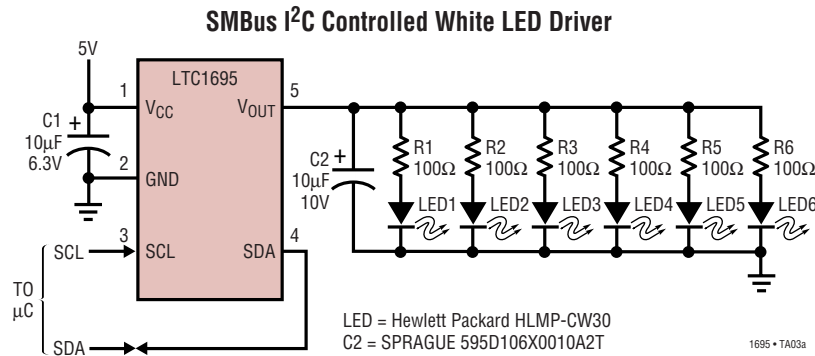 SMBus I²C Controlled White LED Driver
5V
LTC1695
1
5
VCC
VOUT
C1
+
10µF
6.3V
2
GND
C2
+
10µF
10V
R1
100Ω
R2
100Ω
R3
100Ω
R4
100Ω
R5
100Ω
R6
100Ω
LED1
LED2
LED3
LED4
LED5
LED6
3
4
SCL
SCL
SDA
TO
µC
SDA
LED = Hewlett Packard HLMP-CW30
C2 = SPRAGUE 595D106X0010A2T
1695 • TA03a